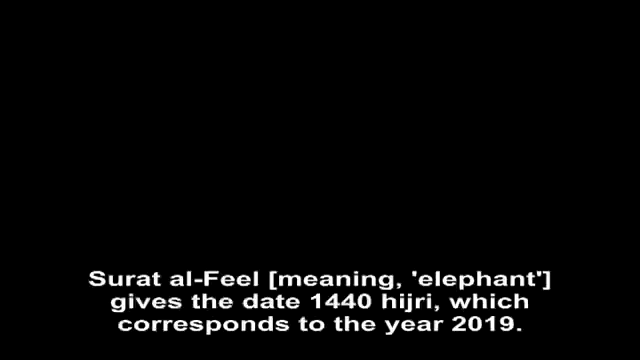 Surat al-Feel [meaning, 'elephant']
gives the date 1440 hijri, which
corresponds to the year 2019.